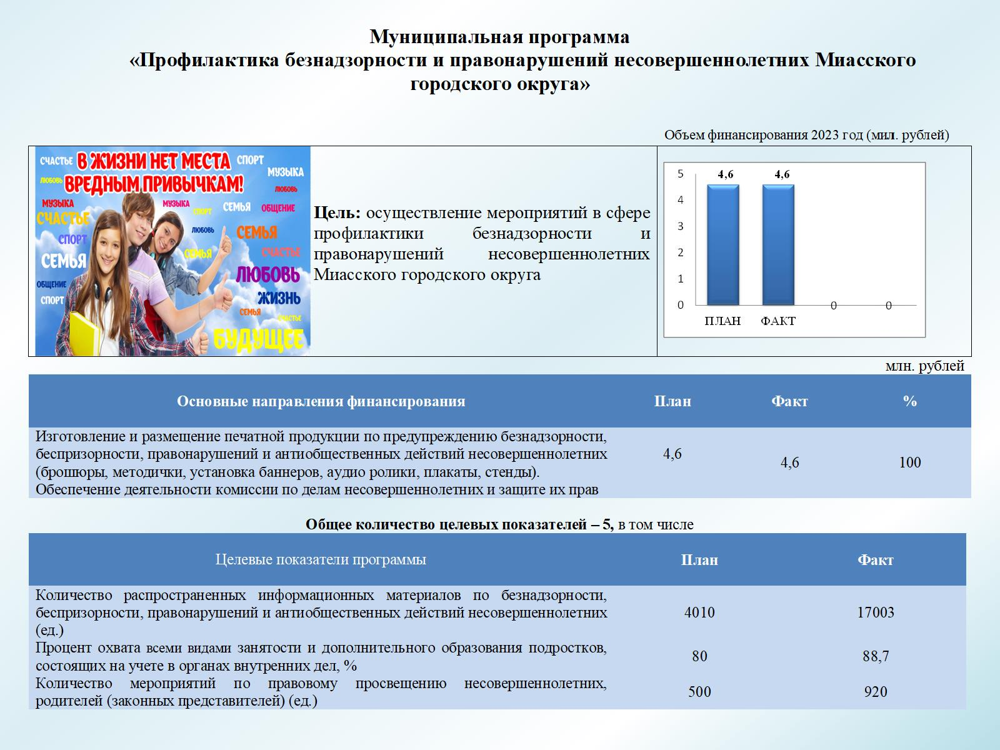 Муниципальная программа
«Профилактика безнадзорности и правонарушений несовершеннолетних Миасского
городского округа»
Объем финансирования 2023 год (мил. рублей)
СЧАСТЬЕ
В ЖИЗНИ НЕТ МЕСТА
СПОРТ
МУЗЫКА
ЛЮБОВЬ
ВРЕДНЫМ ПРИВЫЧКАМ!
ЛЮБОВЬ
МУЗЫКА
МУЗЫКА
СПОРТ
СЕМЬЯ
ОБЩЕНИЕ
СЧАСТЬЕ
ЛЮБОВЬ
СЕМЬЯ
СПОРТ
СЕМЬЯ
СЕМЬЯ
СЧАСТЬЕ
ЛЮБОВЬ
ОБЩЕНИЕ
ЖИЗНЬ
СПОРТ
СЕМЬЯ
СЧАСТЬЕ
БУДУЩЕЕ
Цель: осуществление мероприятий в сфере
профилактики безнадзорности и
правонарушений несовершеннолетних
Миасского городского округа
5
4
3
2
1
0
4,6
4,6
0
0
ПЛАН ФАКТ
млн. рублей
Основные направления финансирования План Факт %
Изготовление и размещение печатной продукции по предупреждению безнадзорности,
беспризорности, правонарушений и антиобщественных действий несовершеннолетних
(брошюры, методички, установка баннеров, аудио ролики, плакаты, стенды).
Обеспечение деятельности комиссии по делам несовершеннолетних и защите их прав
4,6
4,6
100
Общее количество целевых показателей – 5, в том числе
Целевые показатели программы План Факт
Количество распространенных информационных материалов по безнадзорности,
беспризорности, правонарушений и антиобщественных действий несовершеннолетних
(ед.)
4010 17003
Процент охвата всеми видами занятости и дополнительного образования подростков,
состоящих на учете в органах внутренних дел, %
80 88,7
Количество мероприятий по правовому просвещению несовершеннолетних,
родителей (законных представителей) (ед.)
500 920